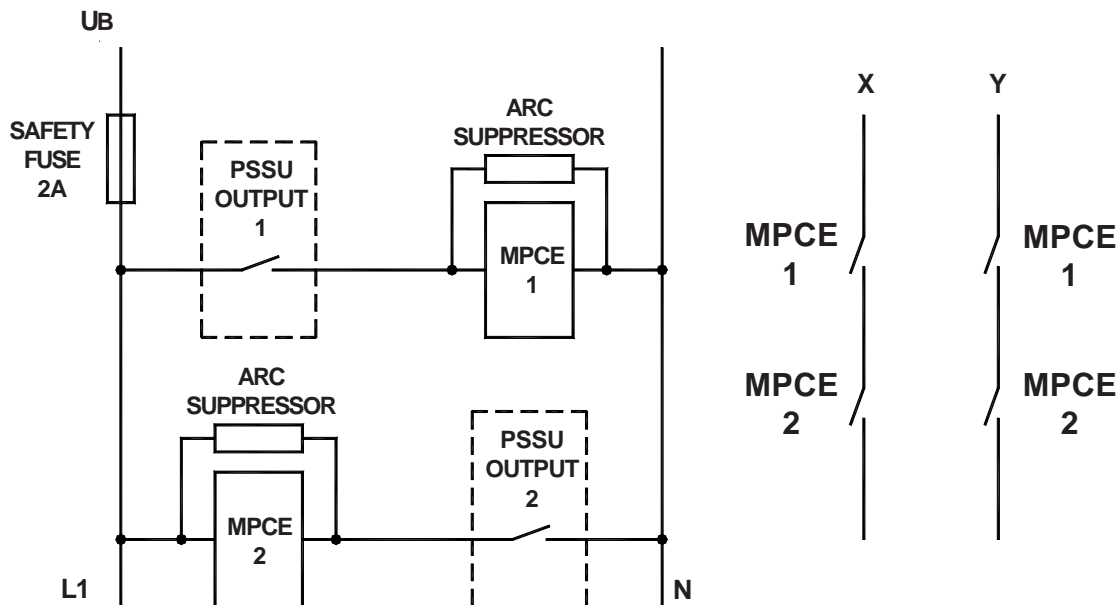 UB
SAFETY
FUSE
2A
PSSU
OUTPUT
1
ARC
SUPPRESSOR
MPCE
1
ARC
SUPPRESSOR
MPCE
2
PSSU
OUTPUT
2
L1
N
X
Y
MPCE
1
MPCE
1
MPCE
2
MPCE
2